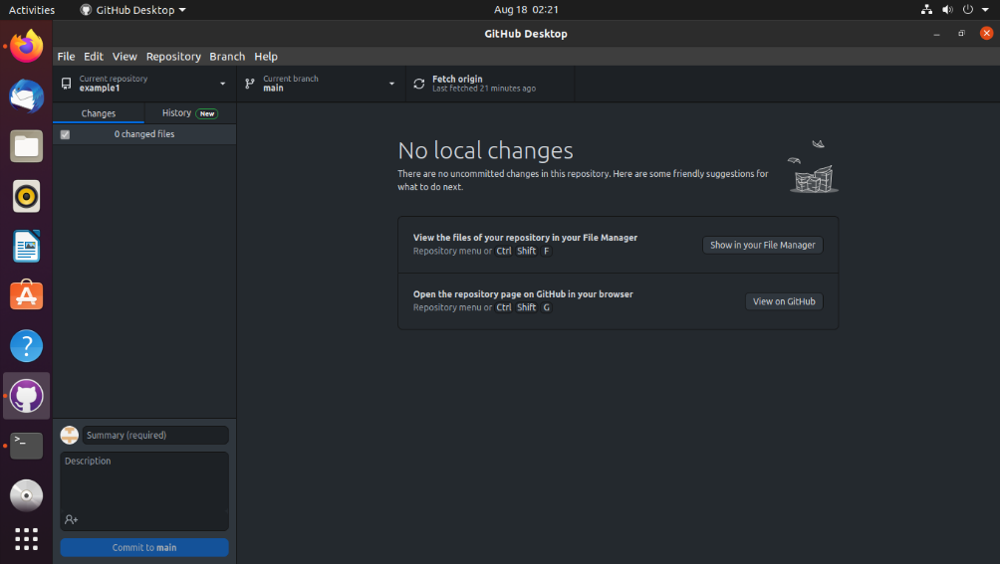 Activities GitHub Desktop Aug 18 02:21
GitHub Desktop
File Edit View Repository Branch Help
Current repository
example1
Current branch
main
Fetch origin
Last fetched 21 minutes ago
Changes History New
0 changed files
No local changes
There are no uncommitted changes in this repository. Here are some friendly suggestions for
what to do next.
View the files of your repository in your File Manager
Repository menu or Ctrl Shift F
Show in your File Manager
Open the repository page on GitHub in your browser
Repository menu or Ctrl Shift G
View on GitHub
Summary (required)
Description
Commit to main